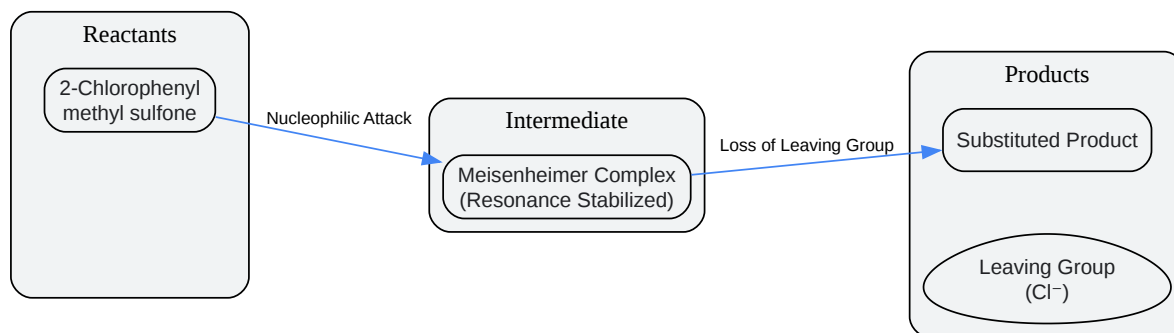 Reactants
2-Chlorophenyl
methyl sulfone
Nucleophilic Attack
Intermediate
Meisenheimer Complex
(Resonance Stabilized)
Loss of Leaving Group
Products
Substituted Product
Leaving Group
(Cl⁻)